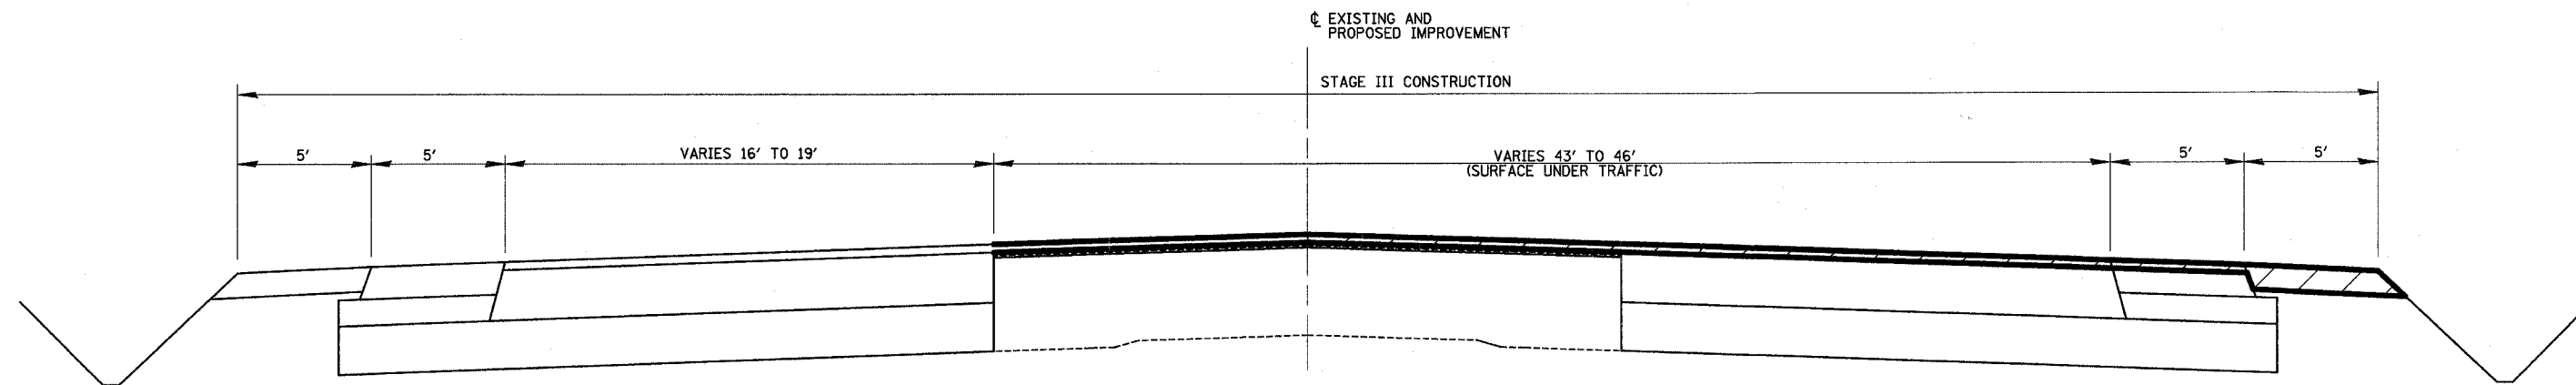 ℄ EXISTING AND
PROPOSED IMPROVEMENT
STAGE III CONSTRUCTION
5' 5' VARIES 16' TO 19' VARIES 43' TO 46' 5' 5'
(SURFACE UNDER TRAFFIC)